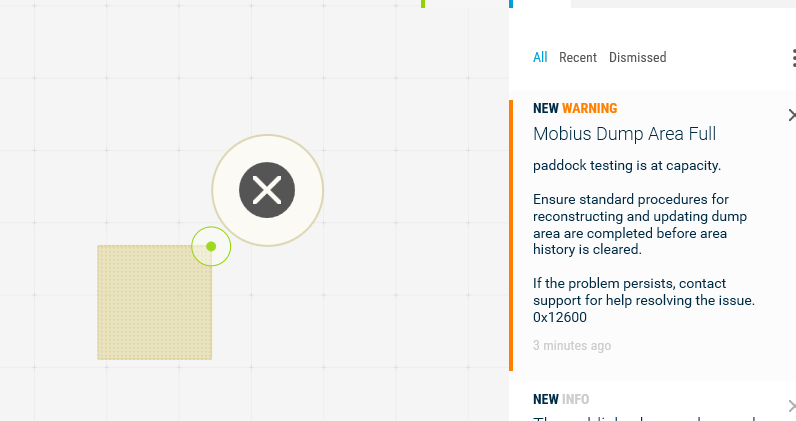 All Recent Dismissed
NEW WARNING
Mobius Dump Area Full
paddock testing is at capacity.
Ensure standard procedures for
reconstructing and updating dump
area are completed before area
history is cleared.
If the problem persists, contact
support for help resolving the issue.
0x12600
3 minutes ago
NEW INFO